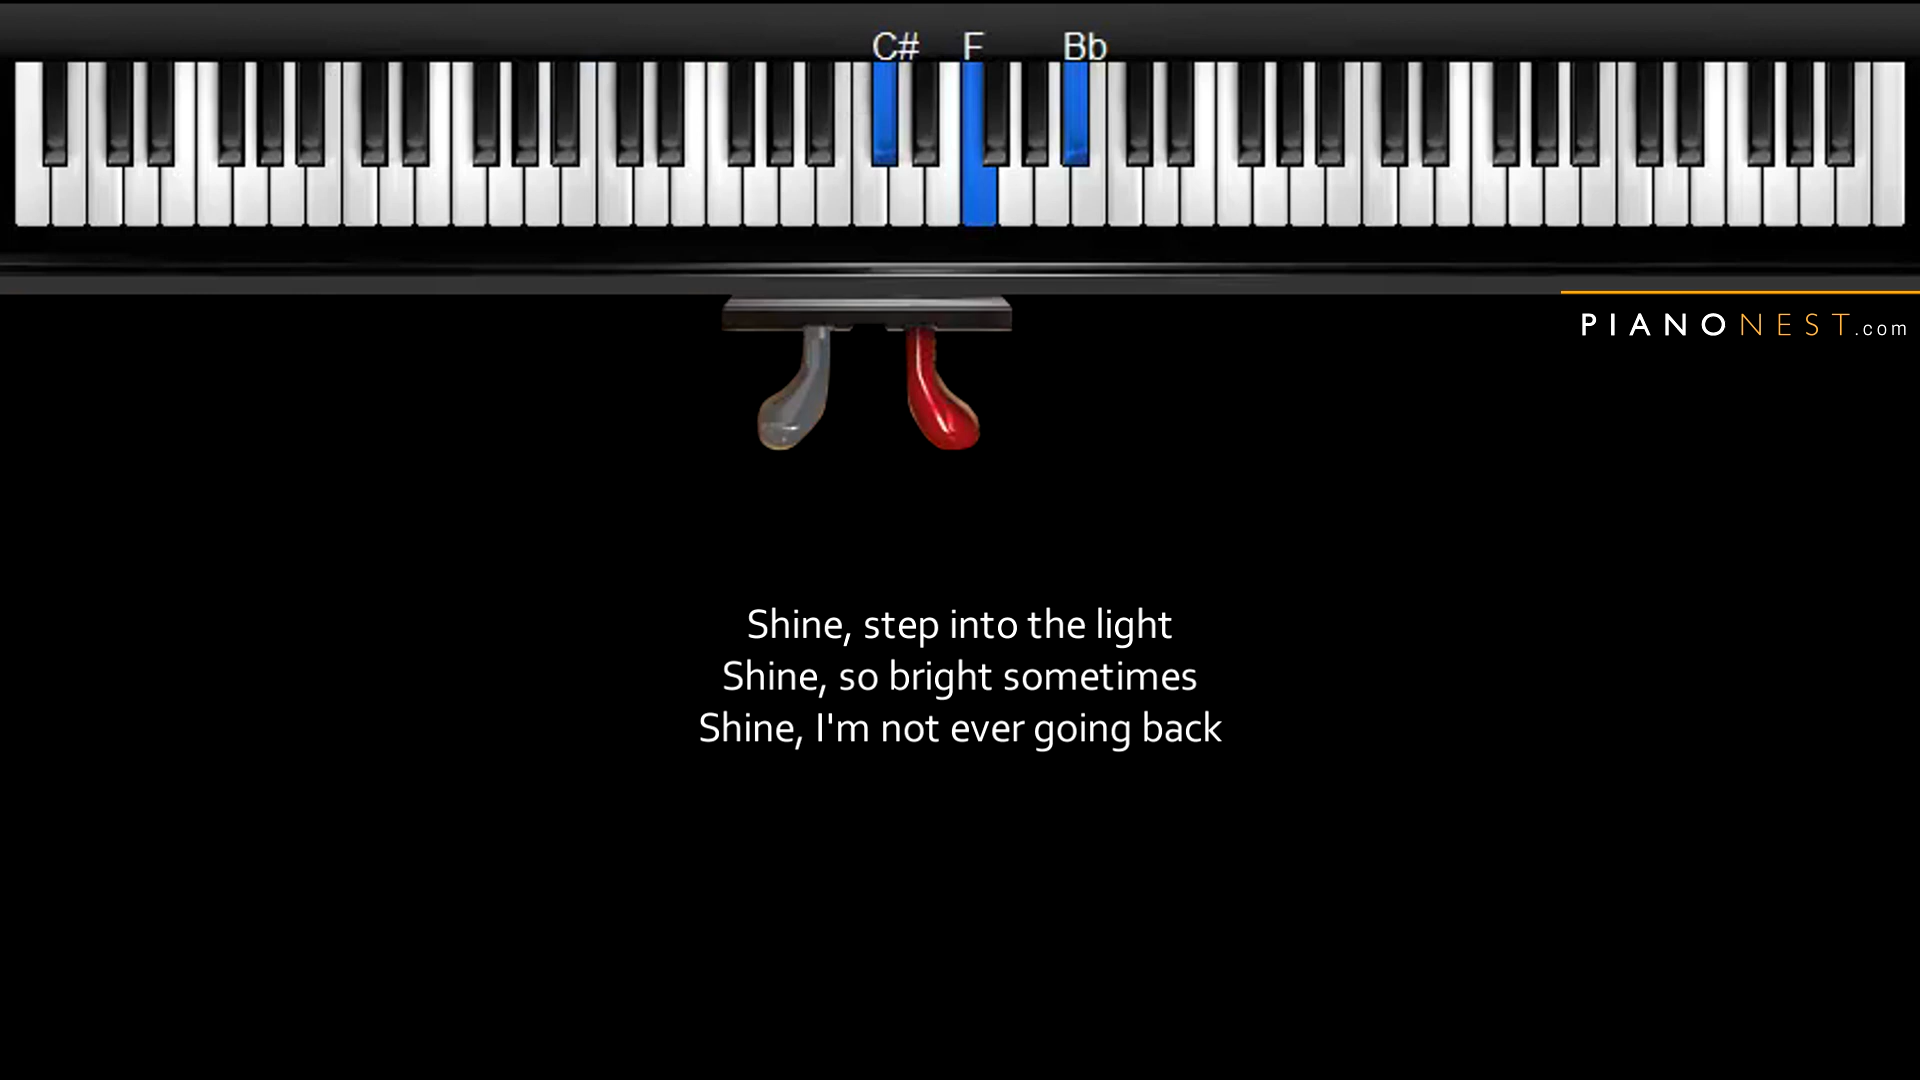 C# F Bb
PIANONEST.com
Shine, step into the light
Shine, so bright sometimes
Shine, I'm not ever going back